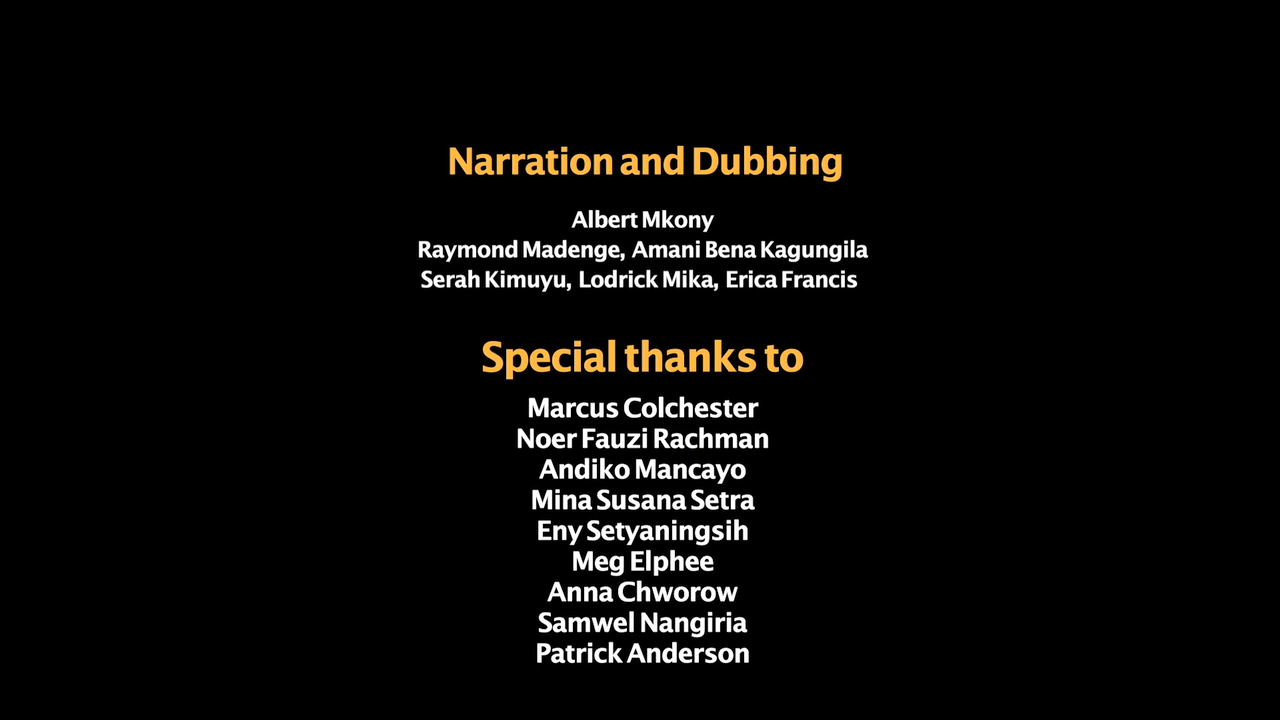 Narration and Dubbing
Albert Mkony
Raymond Madenge, Amani Bena Kagungila
Serah Kimuyu, Lodrick Mika, Erica Francis
Special thanks to
Marcus Colchester
Noer Fauzi Rachman
Andiko Mancayo
Mina Susana Setra
Eny Setyaningsih
Meg Elphee
Anna Chworow
Samwel Nangiria
Patrick Anderson